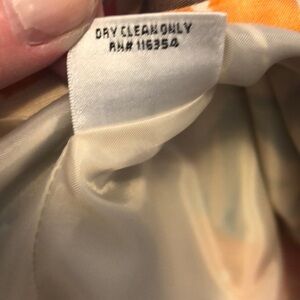 DRY CLEAN ONLY
RN# 116354